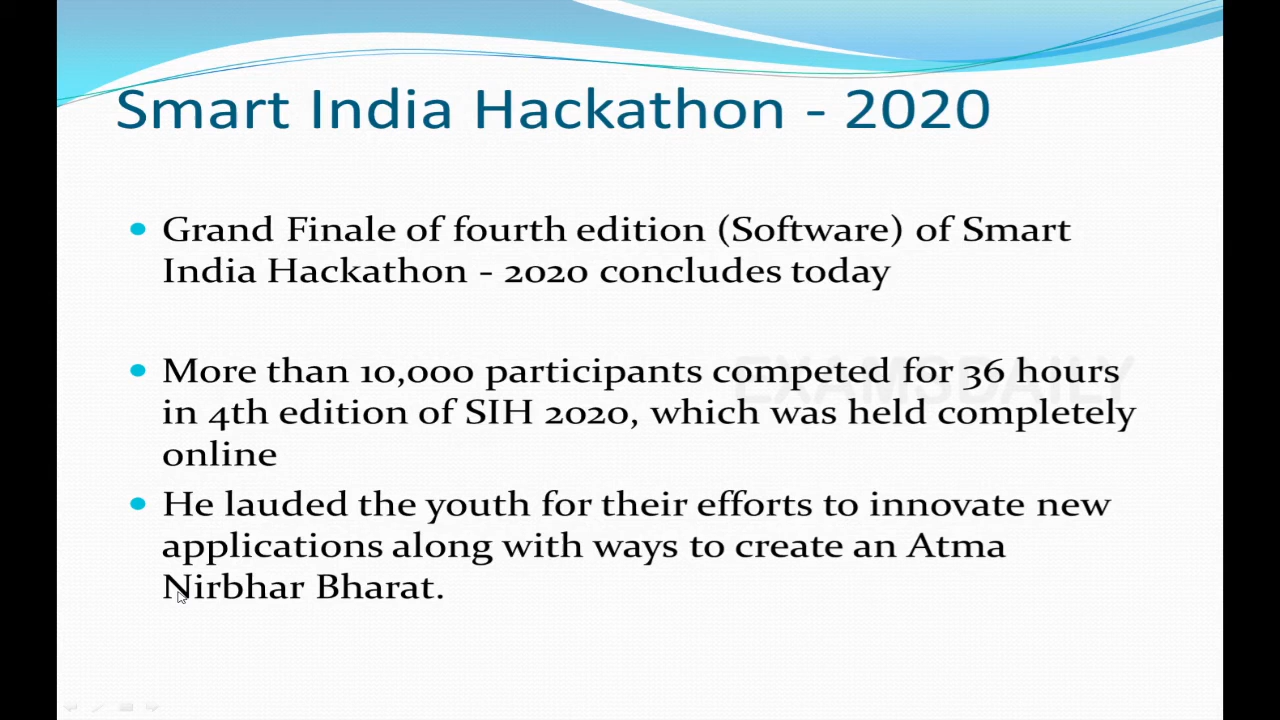 Smart India Hackathon - 2020
Grand Finale of fourth edition (Software) of Smart
India Hackathon - 2020 concludes today
More than 10,000 participants competed for 36 hours
in 4th edition of SIH 2020, which was held completely
online
He lauded the youth for their efforts to innovate new
applications along with ways to create an Atma
Nirbhar Bharat.
EXAMSDAILY